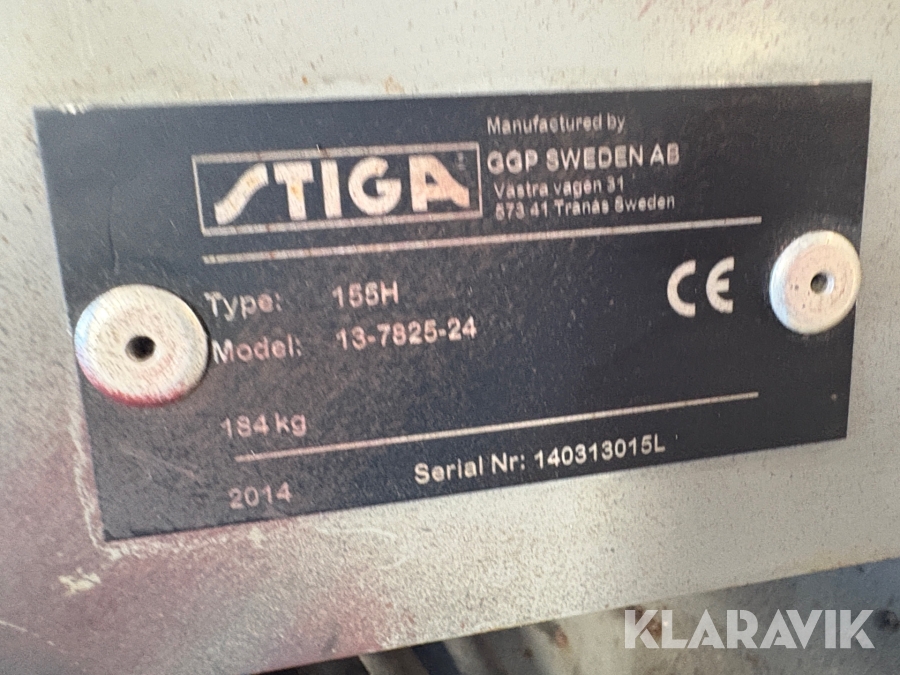 STIGA
Manufactured by
GGP SWEDEN AB
Västra vägen 31
573 41 Tranås Sweden
Type: 155H
Model: 13-7825-24
CE
184 kg
Serial Nr: 140313015L
2014
KLARAVIK